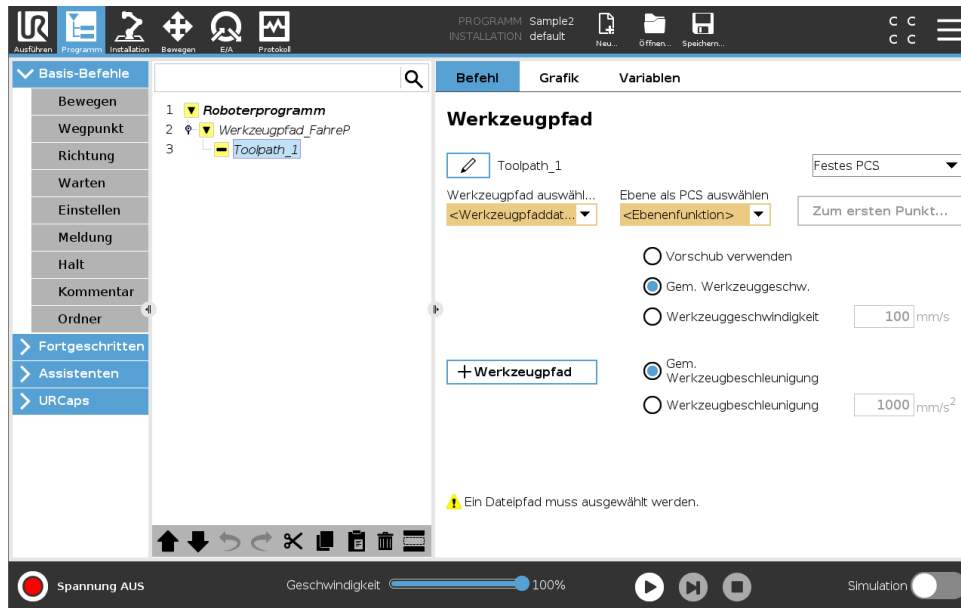 UR
PROGRAMM Sample2
INSTALLATION default
Ausführen Programm Installation Bewegen E/A Protokoll Neu... Öffnen... Speichern...
C C
C C
Basis-Befehle
Bewegen
Wegpunkt
Richtung
Warten
Einstellen
Meldung
Halt
Kommentar
Ordner
Fortgeschritten
Assistenten
URCaps
1 Roboterprogramm
2 Werkzeugpfad_FahreP
3 Toolpath_1
Befehl Grafik Variablen
Werkzeugpfad
Toolpath_1 Festes PCS
Werkzeugpfad auswähl... Ebene als PCS auswählen
<Werkzeugpfaddat... <Ebenenfunktion> Zum ersten Punkt...
Vorschub verwenden
Gem. Werkzeuggeschw.
Werkzeuggeschwindigkeit 100 mm/s
+Werkzeugpfad
Gem.
Werkzeugbeschleunigung
Werkzeugbeschleunigung 1000 mm/s²
Ein Dateipfad muss ausgewählt werden.
Spannung AUS Geschwindigkeit 100% Simulation